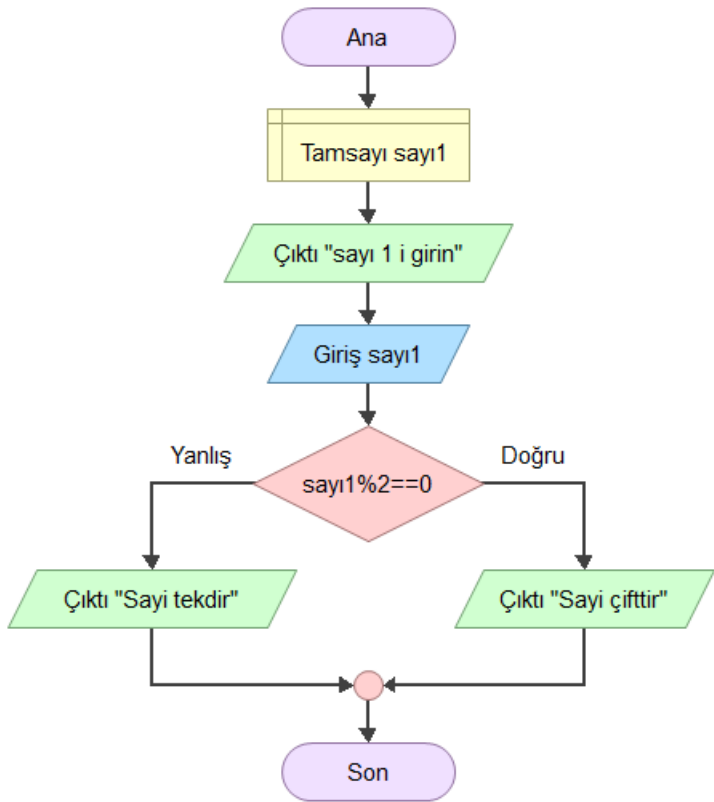 Ana
Tamsayı sayı1
Çıktı "sayı 1 i girin"
Giriş sayı1
Yanlış
Doğru
sayı1%2==0
Çıktı "Sayi tekdir"
Çıktı "Sayi çifttir"
Son